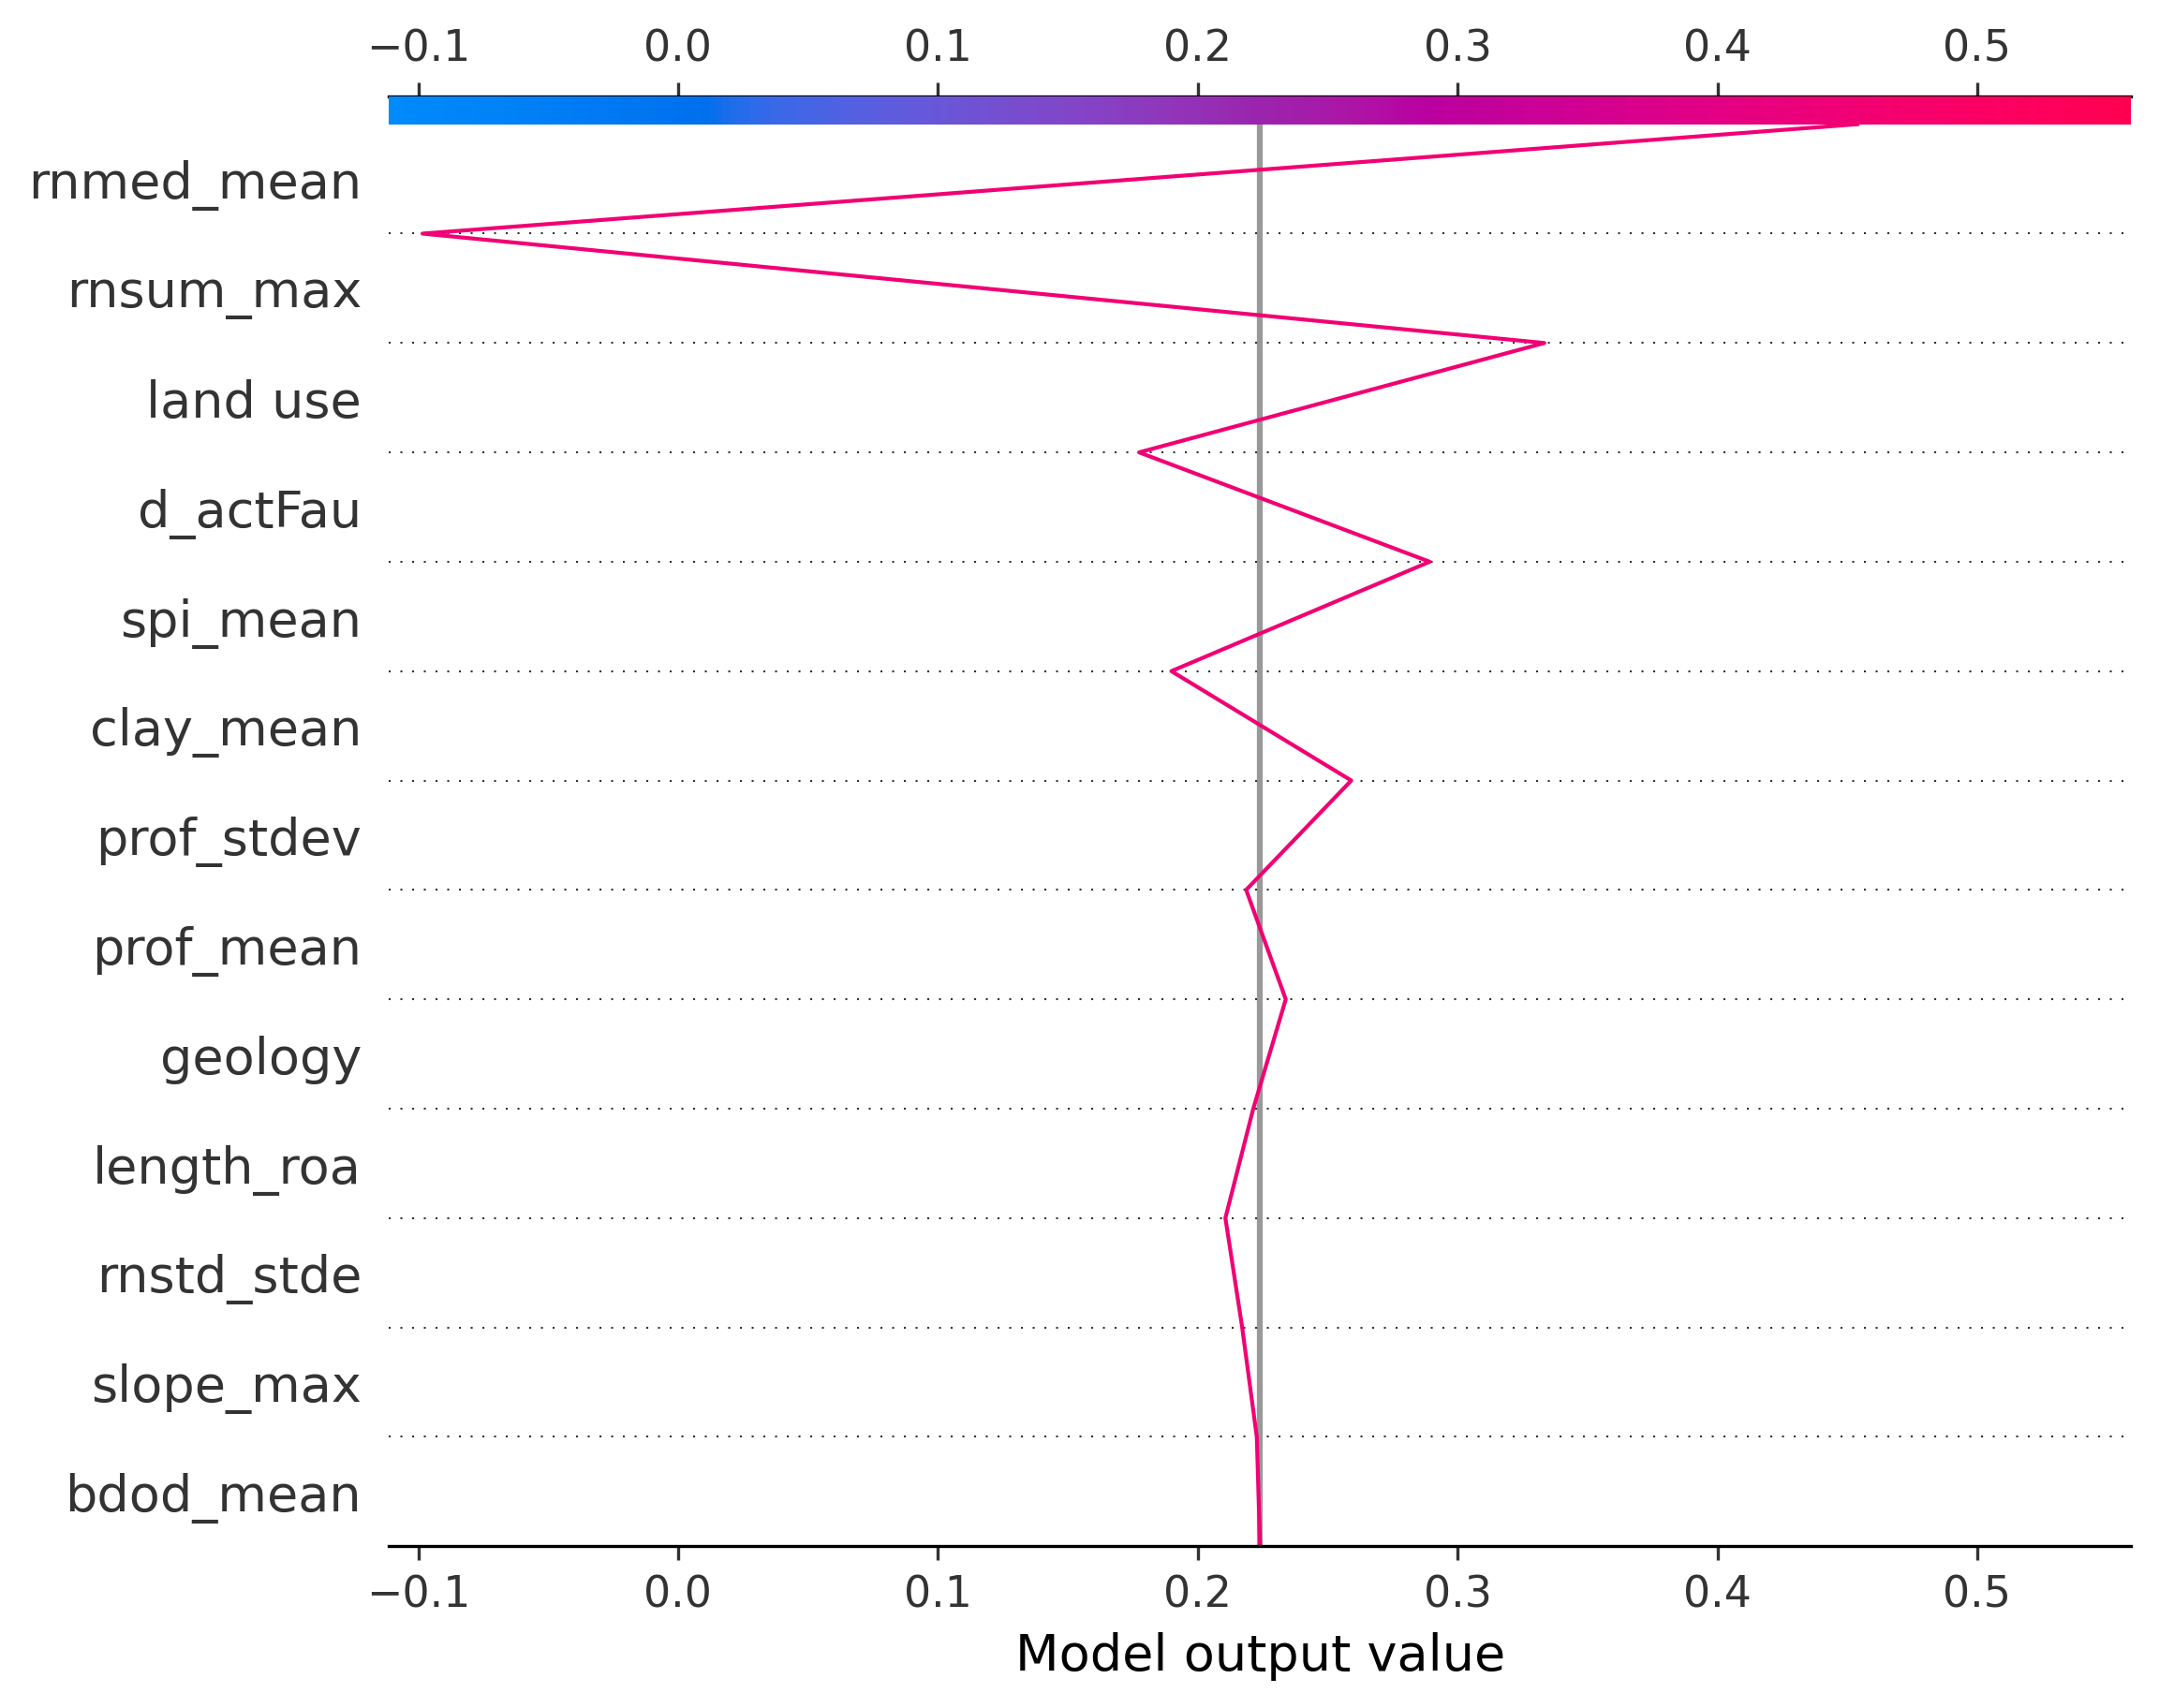 −0.1 0.0 0.1 0.2 0.3 0.4 0.5
rnmed_mean
rnsum_max
land use
d_actFau
spi_mean
clay_mean
prof_stdev
prof_mean
geology
length_roa
rnstd_stde
slope_max
bdod_mean
−0.1 0.0 0.1 0.2 0.3 0.4 0.5
Model output value